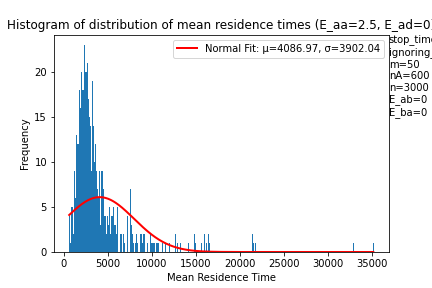 Histogram of distribution of mean residence times (E_aa=2.5, E_ad=0
stop_time
ignoring_
m=50
nA=600
n=3000
E_ab=0
E_ba=0
Normal Fit: μ=4086.97, σ=3902.04
Frequency
20
15
10
5
0
0 5000 10000 15000 20000 25000 30000 35000
Mean Residence Time